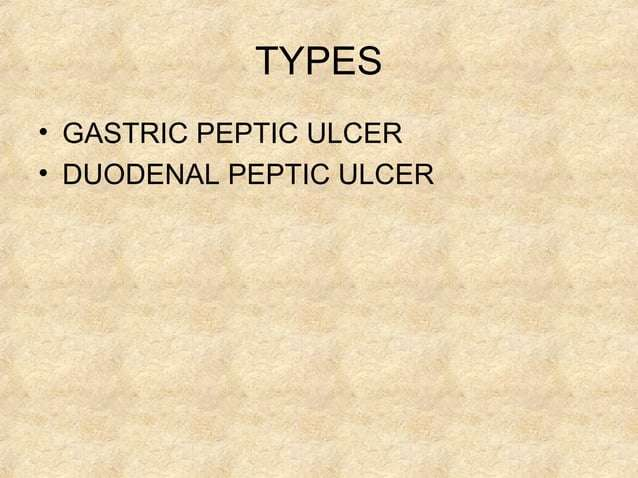 TYPES
• GASTRIC PEPTIC ULCER
• DUODENAL PEPTIC ULCER